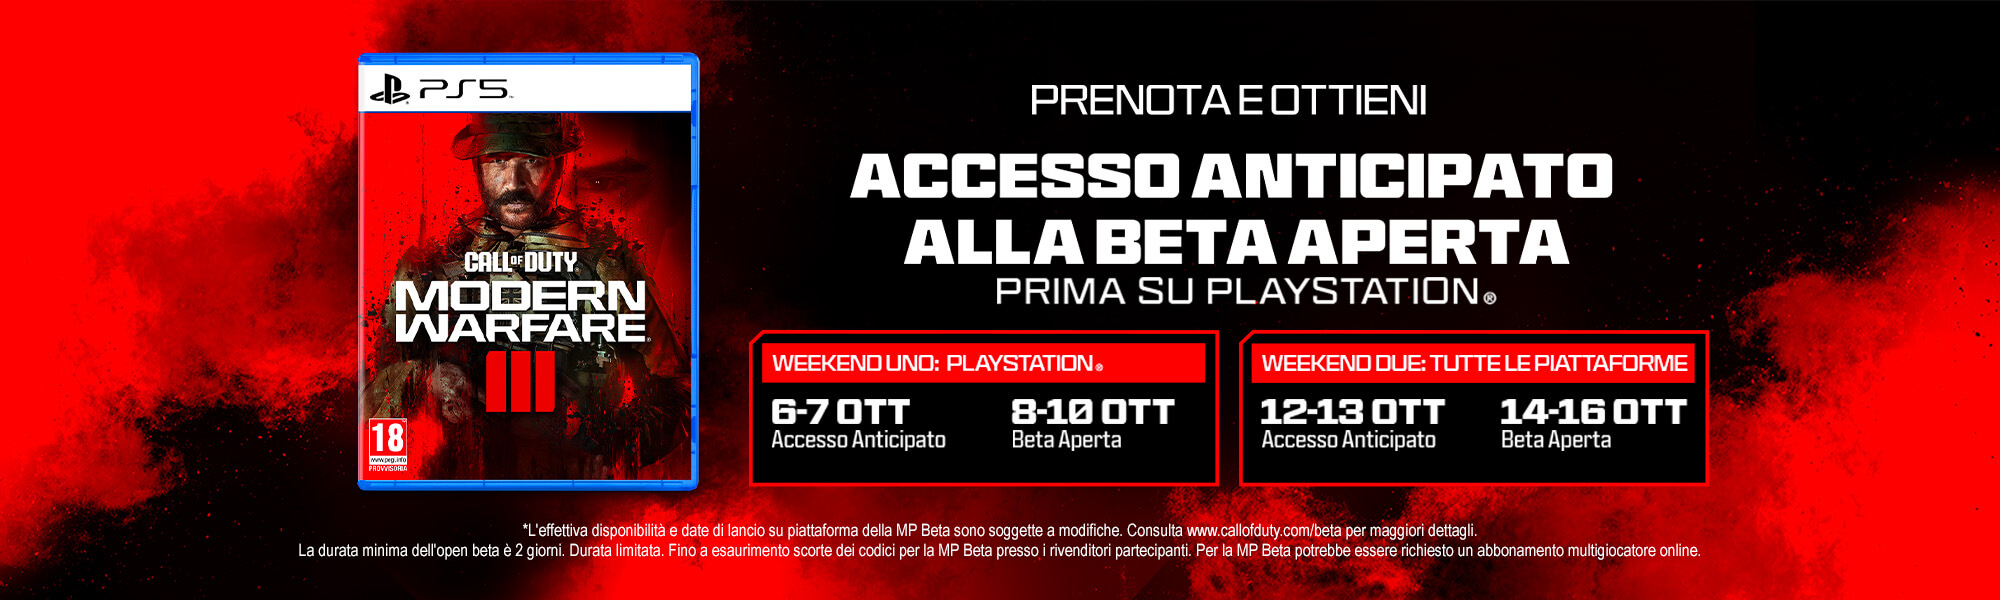 PS5
CALL OF DUTY
MODERN
WARFARE
III
18
www.pegi.info
PROVVISORIA
PRENOTA E OTTIENI
ACCESSO ANTICIPATO
ALLA BETA APERTA
PRIMA SU PLAYSTATION®
WEEKEND UNO: PLAYSTATION®
6-7 OTT
Accesso Anticipato
8-10 OTT
Beta Aperta
WEEKEND DUE: TUTTE LE PIATTAFORME
12-13 OTT
Accesso Anticipato
14-16 OTT
Beta Aperta
*L'effettiva disponibilità e date di lancio su piattaforma della MP Beta sono soggette a modifiche. Consulta www.callofduty.com/beta per maggiori dettagli.
La durata minima dell'open beta è 2 giorni. Durata limitata. Fino a esaurimento scorte dei codici per la MP Beta presso i rivenditori partecipanti. Per la MP Beta potrebbe essere richiesto un abbonamento multigiocatore online.